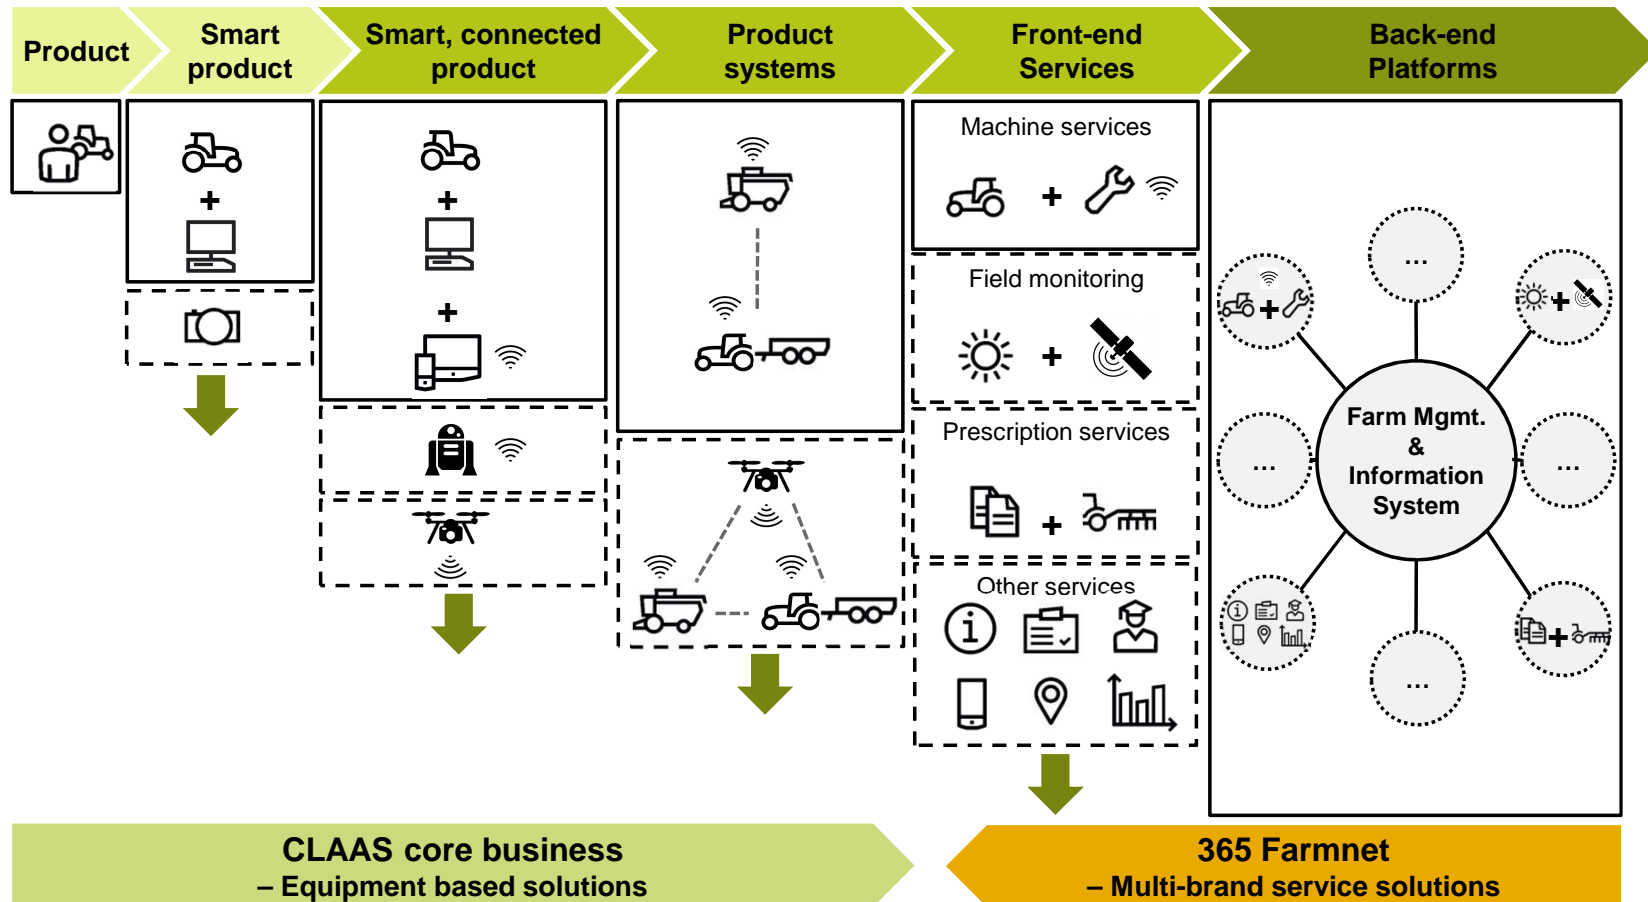 Product
Smart
product
Smart, connected
product
Product
systems
Front-end
Services
Back-end
Platforms
+
+
+
Machine services
+
Field monitoring
+
Prescription services
+
Other services
i
...
+
+
...
Farm Mgmt.
&
Information
System
...
i
+
...
CLAAS core business
– Equipment based solutions
365 Farmnet
– Multi-brand service solutions